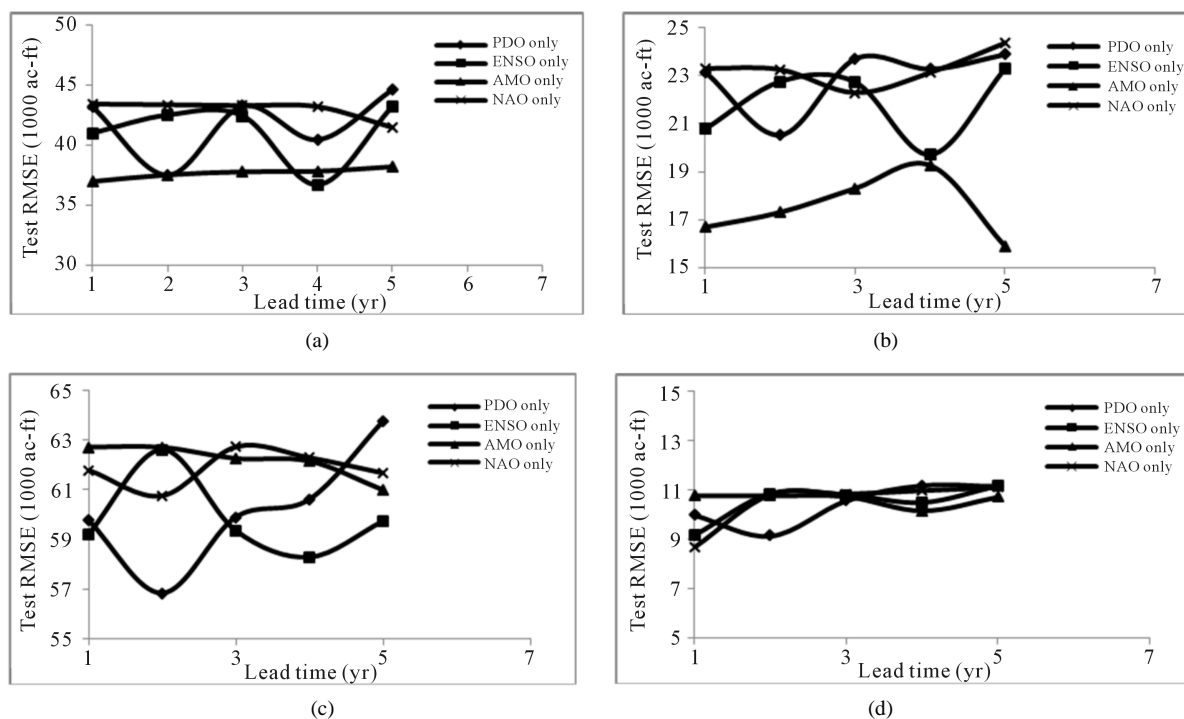 50
45
40
35
30
Test RMSE (1000 ac-ft)
1 2 3 4 5 6 7
Lead time (yr)
PDO only
ENSO only
AMO only
NAO only
(a)
25
23
21
19
17
15
Test RMSE (1000 ac-ft)
1 3 5 7
Lead time (yr)
PDO only
ENSO only
AMO only
NAO only
(b)
65
63
61
59
57
55
Test RMSE (1000 ac-ft)
1 3 5 7
Lead time (yr)
PDO only
ENSO only
AMO only
NAO only
(c)
15
13
11
9
7
5
Test RMSE (1000 ac-ft)
1 3 5 7
Lead time (yr)
PDO only
ENSO only
AMO only
NAO only
(d)